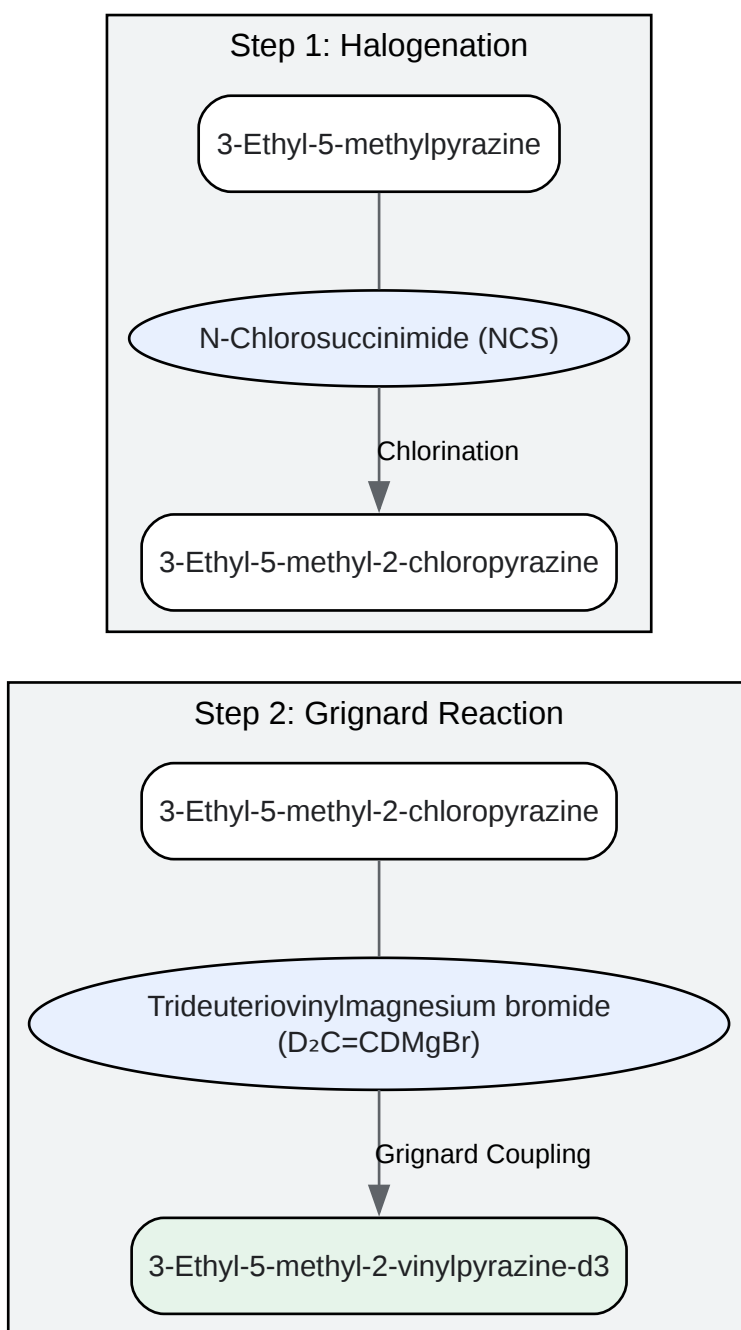 Step 1: Halogenation
3-Ethyl-5-methylpyrazine
N-Chlorosuccinimide (NCS)
Chlorination
3-Ethyl-5-methyl-2-chloropyrazine
Step 2: Grignard Reaction
3-Ethyl-5-methyl-2-chloropyrazine
Trideuteriovinylmagnesium bromide
(D₂C=CDMgBr)
Grignard Coupling
3-Ethyl-5-methyl-2-vinylpyrazine-d3